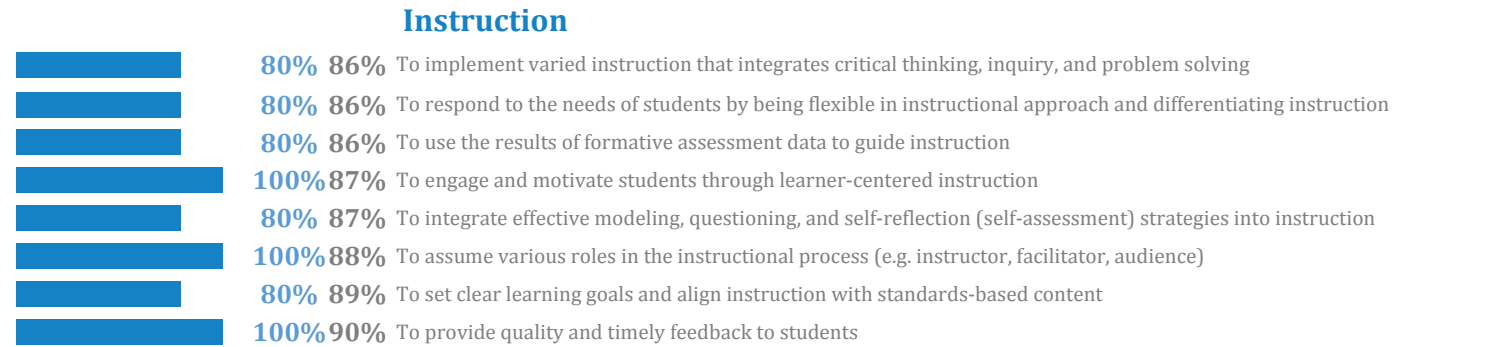 Instruction
80% 86% To implement varied instruction that integrates critical thinking, inquiry, and problem solving
80% 86% To respond to the needs of students by being flexible in instructional approach and differentiating instruction
80% 86% To use the results of formative assessment data to guide instruction
100% 87% To engage and motivate students through learner-centered instruction
80% 87% To integrate effective modeling, questioning, and self-reflection (self-assessment) strategies into instruction
100% 88% To assume various roles in the instructional process (e.g. instructor, facilitator, audience)
80% 89% To set clear learning goals and align instruction with standards-based content
100% 90% To provide quality and timely feedback to students